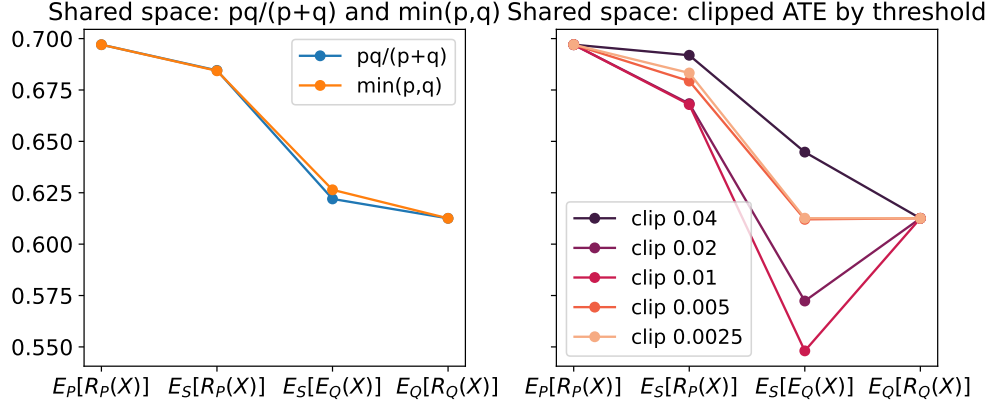 Shared space: pq/(p+q) and min(p,q)
0.700
0.675
0.650
0.625
0.600
0.575
0.550
pq/(p+q)
min(p,q)
E_P[R_P(X)]
E_S[R_P(X)]
E_S[E_Q(X)]
E_Q[R_Q(X)]
Shared space: clipped ATE by threshold
clip 0.04
clip 0.02
clip 0.01
clip 0.005
clip 0.0025
E_P[R_P(X)]
E_S[R_P(X)]
E_S[E_Q(X)]
E_Q[R_Q(X)]